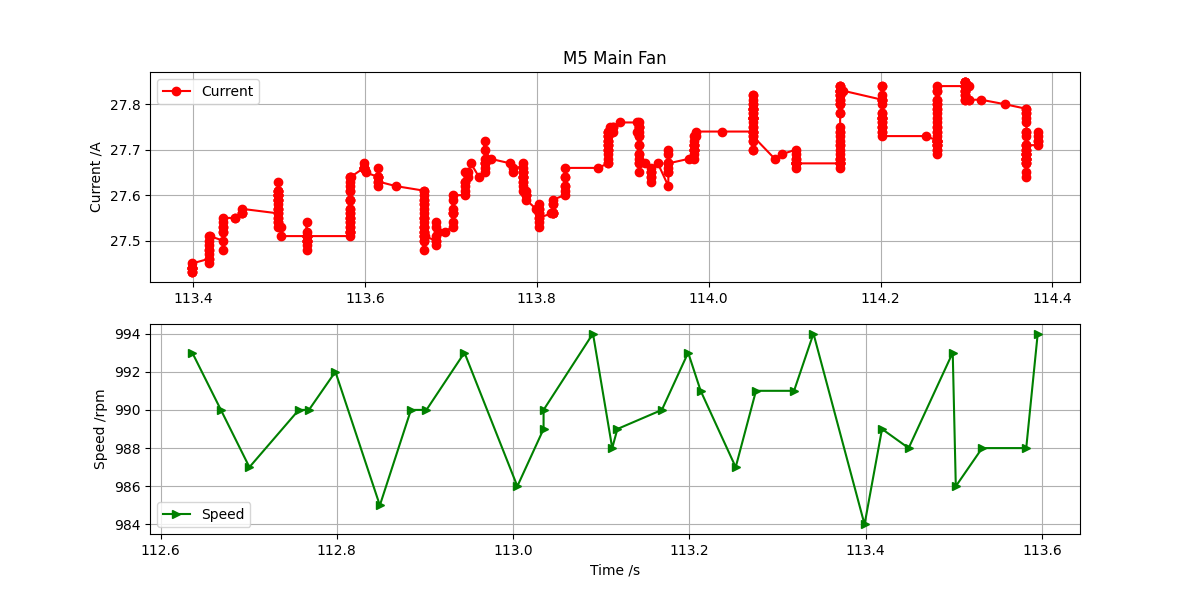 M5 Main Fan
Current
27.8
27.7
27.6
27.5
Current /A
113.4 113.6 113.8 114.0 114.2 114.4
994
992
990
988
986
984
Speed /rpm
Speed
112.6 112.8 113.0 113.2 113.4 113.6
Time /s